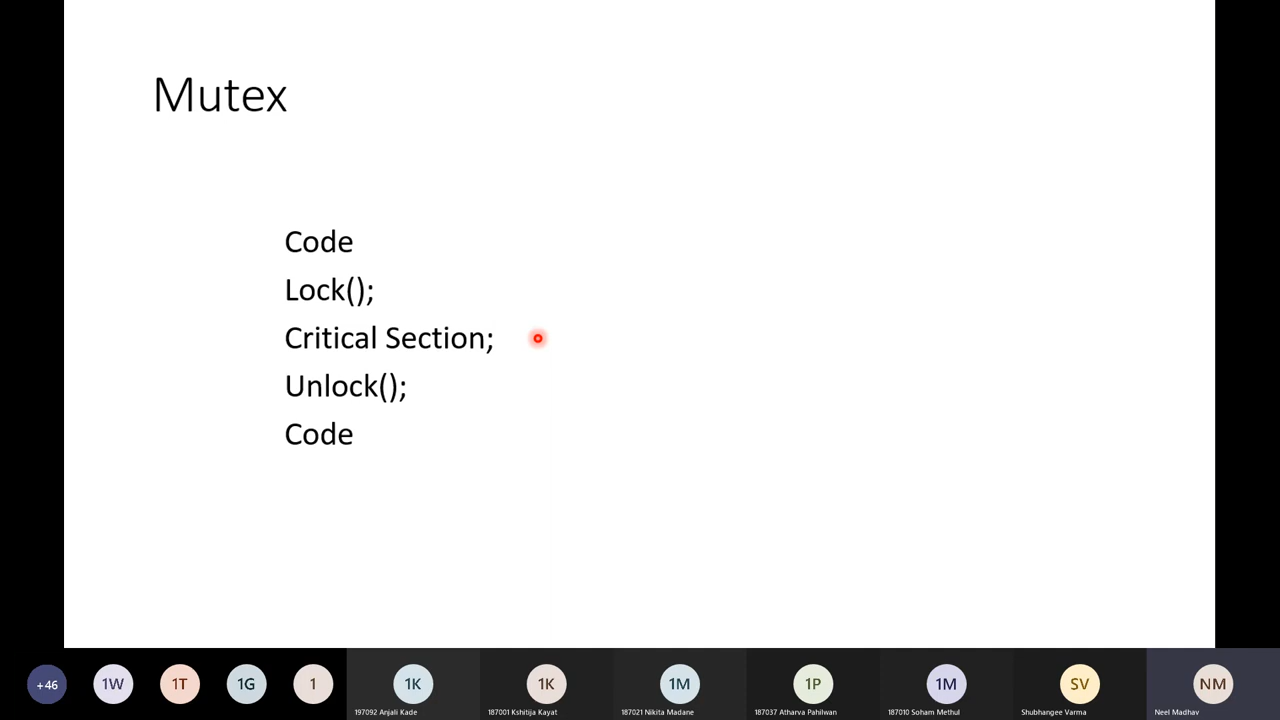 Mutex
Code
Lock();
Critical Section;
Unlock();
Code
+46
1W
1T
1G
1
1K
1K
1M
1P
1M
SV
NM
197092 Anjali Kade
187001 Kshitija Kayat
187021 Nikita Madane
187037 Atharva Pahilwan
187010 Soham Methul
Shubhangee Varma
Neel Madhav